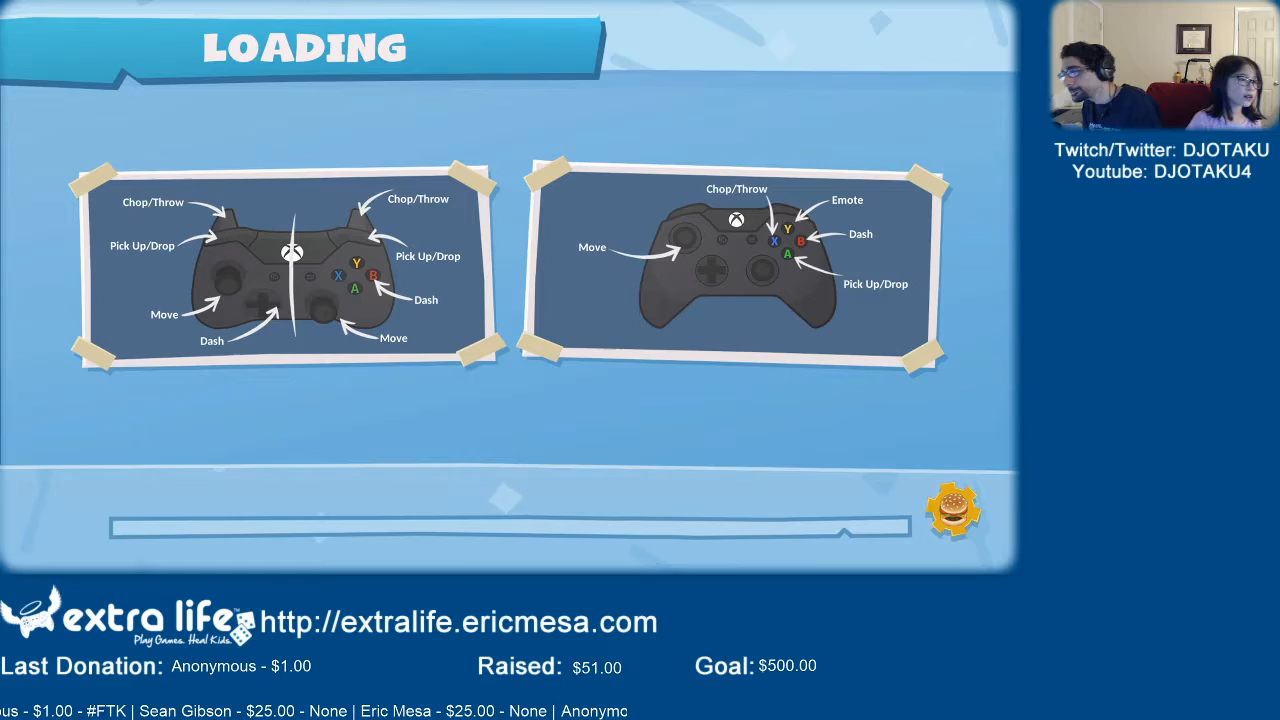 LOADING
Chop/Throw
Chop/Throw
Pick Up/Drop
Pick Up/Drop
Y
X
B
A
Move
Dash
Dash
Move
Chop/Throw
Emote
Y
Dash
X
B
Move
A
Pick Up/Drop
Twitch/Twitter: DJOTAKU
Youtube: DJOTAKU4
extra life
Play Games. Heal Kids.
http://extralife.ericmesa.com
Last Donation: Anonymous - $1.00
Raised: $51.00
Goal: $500.00
ous - $1.00 - #FTK | Sean Gibson - $25.00 - None | Eric Mesa - $25.00 - None | Anonymo